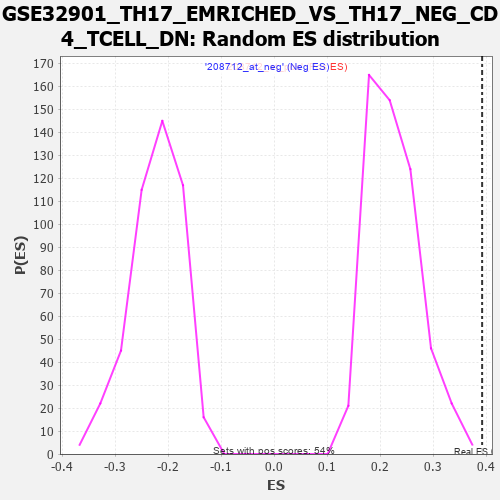 GSE32901_TH17_EMRICHED_VS_TH17_NEG_CD
4_TCELL_DN: Random ES distribution
'208712_at_neg' (Neg ES)ES)
170
160
150
140
130
120
110
100
90
80
70
60
50
40
30
20
10
0
P(ES)
Sets with pos scores: 54%
Real ES
-0.4 -0.3 -0.2 -0.1 0.0 0.1 0.2 0.3 0.4
ES